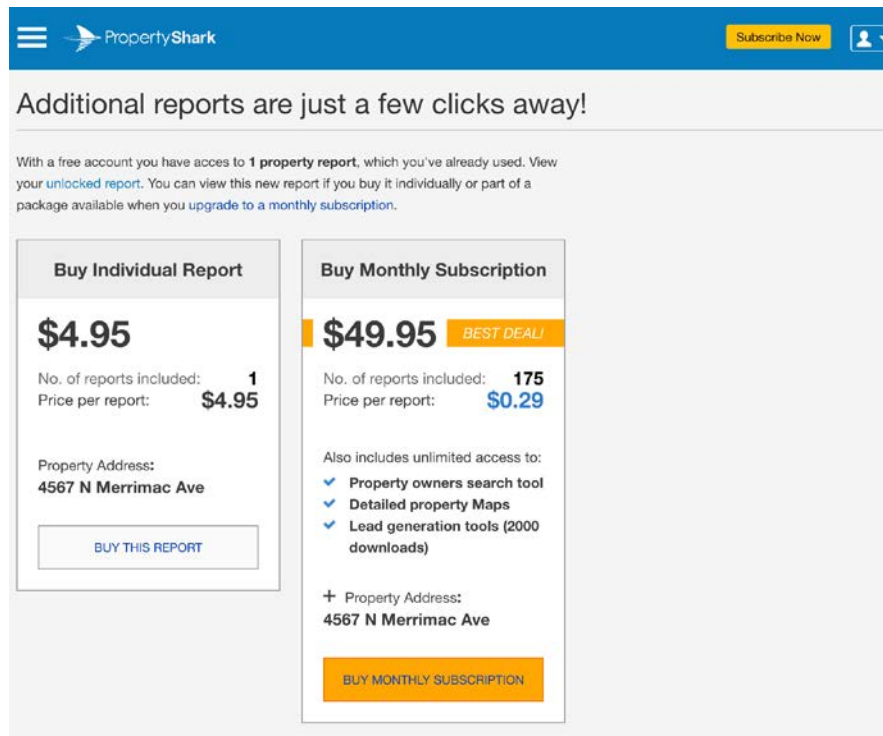 PropertyShark
Subscribe Now
Additional reports are just a few clicks away!
With a free account you have acces to 1 property report, which you've already used. View
your unlocked report. You can view this new report if you buy it individually or part of a
package available when you upgrade to a monthly subscription.
Buy Individual Report
$4.95
No. of reports included: 1
Price per report: $4.95
Property Address:
4567 N Merrimac Ave
BUY THIS REPORT
Buy Monthly Subscription
$49.95 BEST DEAL!
No. of reports included: 175
Price per report: $0.29
Also includes unlimited access to:
Property owners search tool
Detailed property Maps
Lead generation tools (2000
downloads)
+ Property Address:
4567 N Merrimac Ave
BUY MONTHLY SUBSCRIPTION